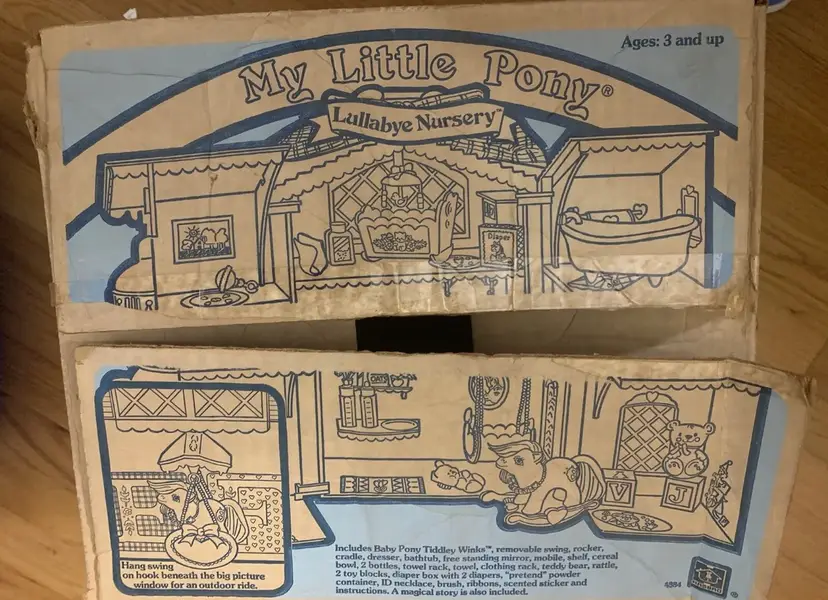 Ages: 3 and up
My Little Pony®
Lullabye Nursery™
Diaper
OATS
V J
Hang swing
on hook beneath the big picture
window for an outdoor ride.
Includes Baby Pony Tiddley Winks™, removable swing, rocker,
cradle, dresser, bathtub, free standing mirror, mobile, shelf, cereal
bowl, 2 bottles, towel rack, towel, clothing rack, teddy bear, rattle,
2 toy blocks, diaper box with 2 diapers, "pretend" powder
container, ID necklace, brush, ribbons, scented sticker and
instructions. A magical story is also included.
®